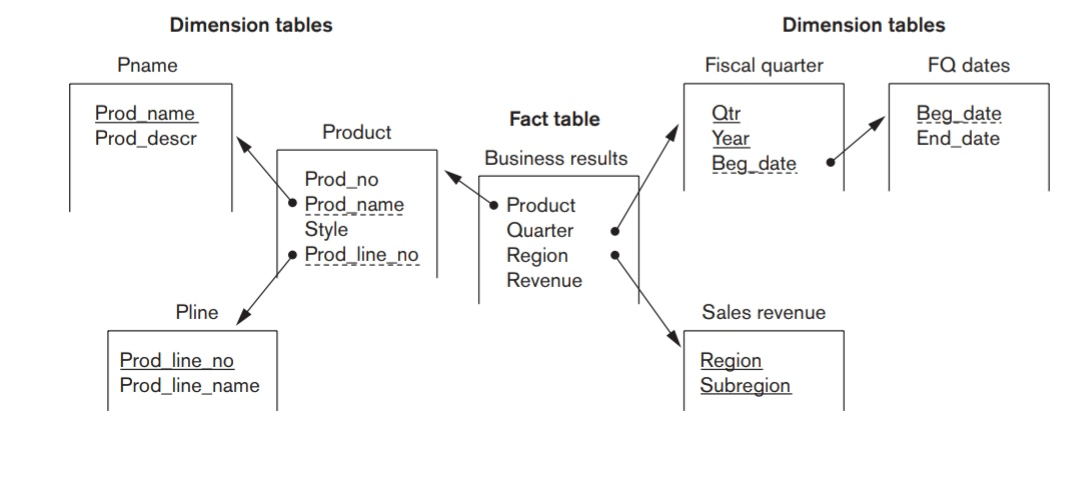 Dimension tables
Pname
Prod_name
Prod_descr
Product
Prod_no
Prod_name
Style
Prod_line_no
Pline
Prod_line_no
Prod_line_name
Fact table
Business results
Product
Quarter
Region
Revenue
Dimension tables
Fiscal quarter
Qtr
Year
Beg_date
FQ dates
Beg_date
End_date
Sales revenue
Region
Subregion